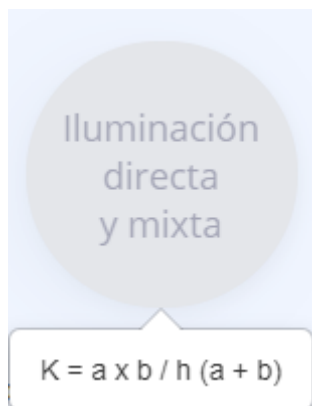 Iluminación
directa
y mixta
K = a x b / h (a + b)